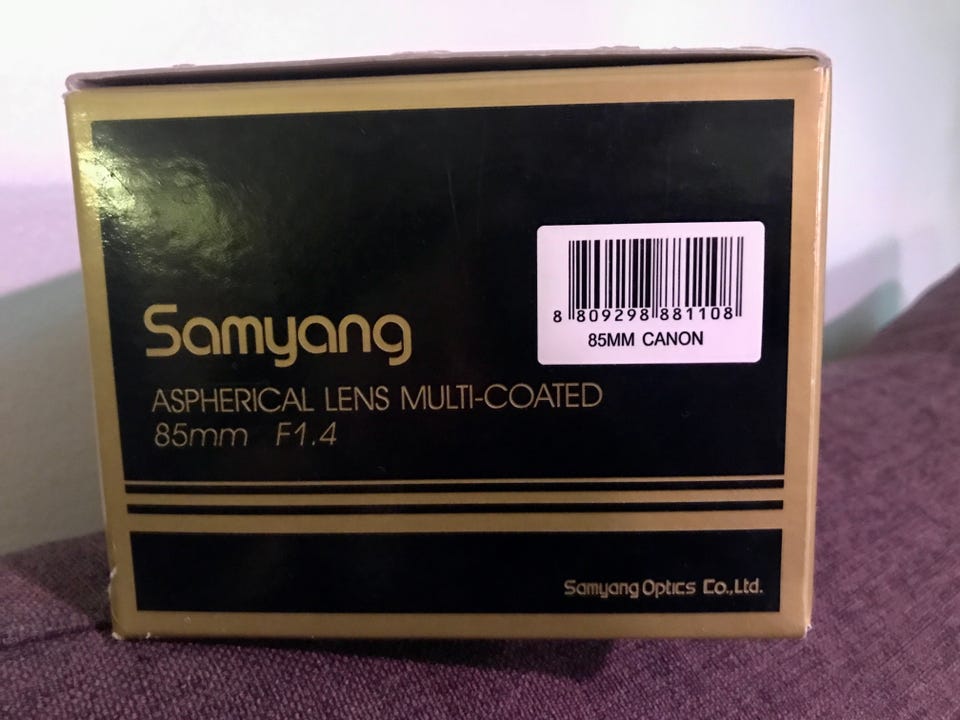 8 809298 881108
85MM CANON
Samyang
ASPHERICAL LENS MULTI-COATED
85mm F1.4
Samyang Optics Co.,Ltd.